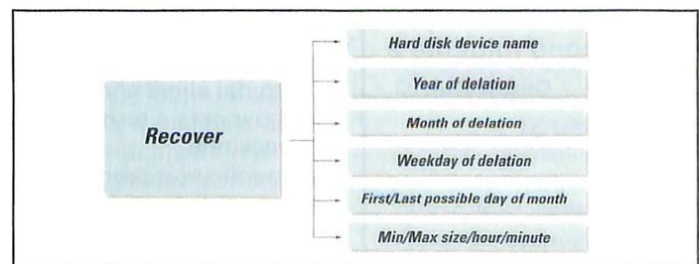 Recover
Hard disk device name
Year of delation
Month of delation
Weekday of delation
First/Last possible day of month
Min/Max size/hour/minute